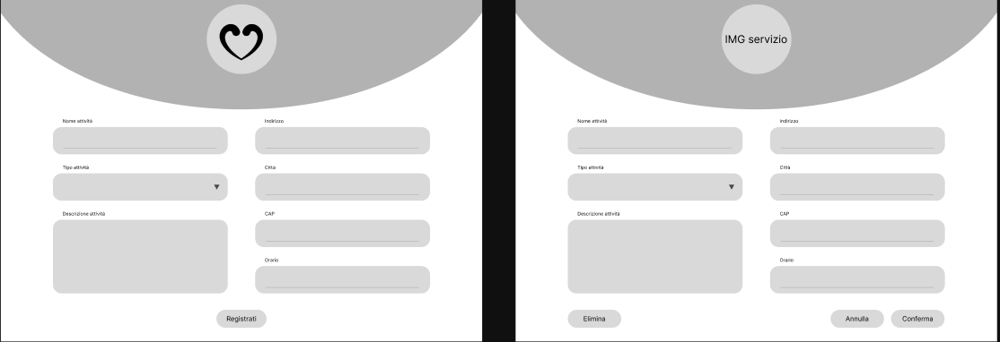 Nome attività
Indirizzo
Tipo attività
Città
Descrizione attività
CAP
Orario
Registrati
IMG servizio
Nome attività
Indirizzo
Tipo attività
Città
Descrizione attività
CAP
Orario
Elimina
Annulla
Conferma